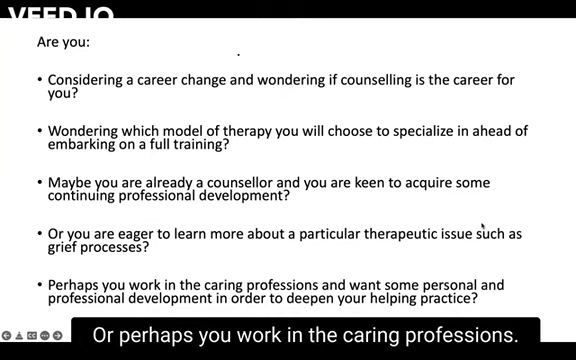 VEED.IO
Are you:
• Considering a career change and wondering if counselling is the career for
you?
• Wondering which model of therapy you will choose to specialize in ahead of
embarking on a full training?
• Maybe you are already a counsellor and you are keen to acquire some
continuing professional development?
• Or you are eager to learn more about a particular therapeutic issue such as
grief processes?
• Perhaps you work in the caring professions and want some personal and
professional development in order to deepen your helping practice?
Or perhaps you work in the caring professions.